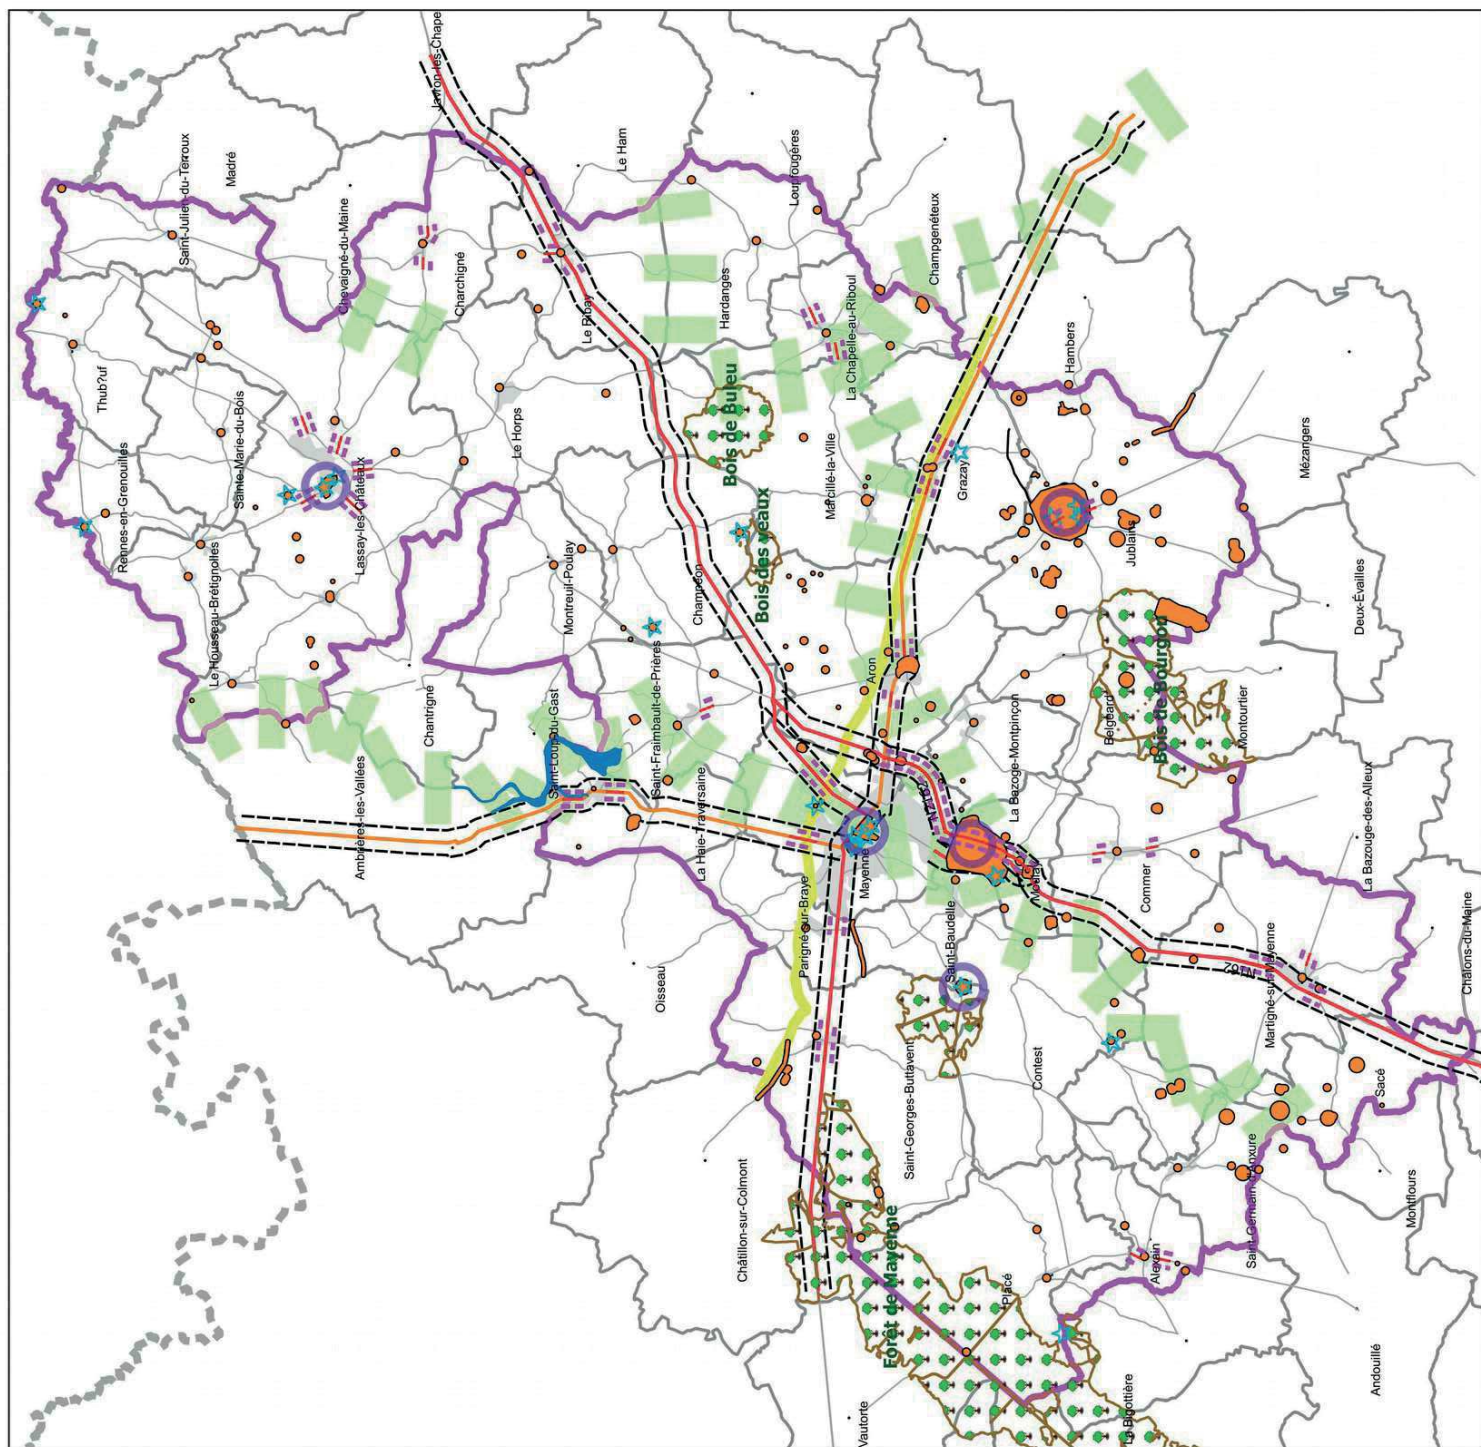 Javron-les-Chape
Saint-Julien-du-Terroux
Madré
Le Ham
Loupfougères
Chevaigné-du-Maine
Charchigné
Le Ribay
Hardanges
La Chapelle-au-Riboul
Champgenéteux
Thub?uf
Sainte-Marie-du-Bois
Rennes-en-Grenouilles
Le Housseau-Brétignolles
Lassay-les-Châteaux
Le Horps
Bois de Buleu
Marcillé-la-Ville
Hambers
Grazay
Mézangers
Jublains
Deux-Évailles
Montreuil-Poulay
Champéon
Bois des veaux
Chantrigné
Ambrières-les-Vallées
Saint-Loup-du-Gast
Saint-Fraimbault-de-Prières
Aron
La Bazoge-Montpinçon
Belgeard
Bois de Bourgon
Montourtier
La Haie-Traversaine
Parigné-sur-Braye
Mayenne
Moulay
Commer
La Bazouge-des-Alleux
Oisseau
Saint-Baudelle
N162
Martigné-sur-Mayenne
Châlons-du-Maine
Saint-Georges-Buttavent
Contest
Sacé
Châtillon-sur-Colmont
Forêt de Mayenne
Placé
Alexain
Saint-Germain-d'Anxure
Montflours
Vautorte
La Bigottière
Andouillé